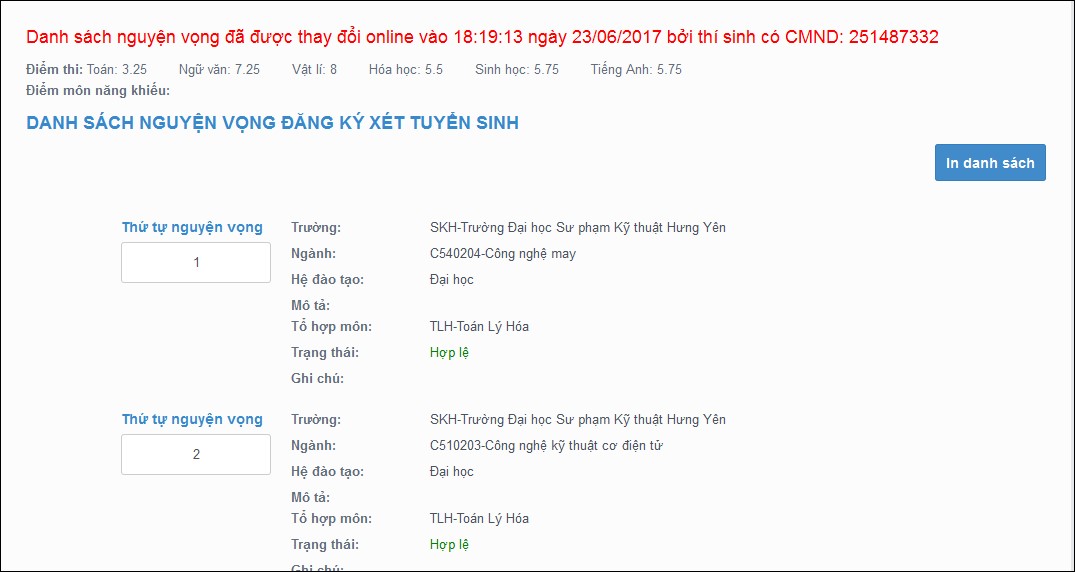 Danh sách nguyện vọng đã được thay đổi online vào 18:19:13 ngày 23/06/2017 bởi thí sinh có CMND: 251487332
Điểm thi: Toán: 3.25 Ngữ văn: 7.25 Vật lí: 8 Hóa học: 5.5 Sinh học: 5.75 Tiếng Anh: 5.75
Điểm môn năng khiếu:
DANH SÁCH NGUYỆN VỌNG ĐĂNG KÝ XÉT TUYỂN SINH
In danh sách
Thứ tự nguyện vọng
1
Trường: SKH-Trường Đại học Sư phạm Kỹ thuật Hưng Yên
Ngành: C540204-Công nghệ may
Hệ đào tạo: Đại học
Mô tả:
Tổ hợp môn: TLH-Toán Lý Hóa
Trạng thái: Hợp lệ
Ghi chú:
Thứ tự nguyện vọng
2
Trường: SKH-Trường Đại học Sư phạm Kỹ thuật Hưng Yên
Ngành: C510203-Công nghệ kỹ thuật cơ điện tử
Hệ đào tạo: Đại học
Mô tả:
Tổ hợp môn: TLH-Toán Lý Hóa
Trạng thái: Hợp lệ
Ghi chú: